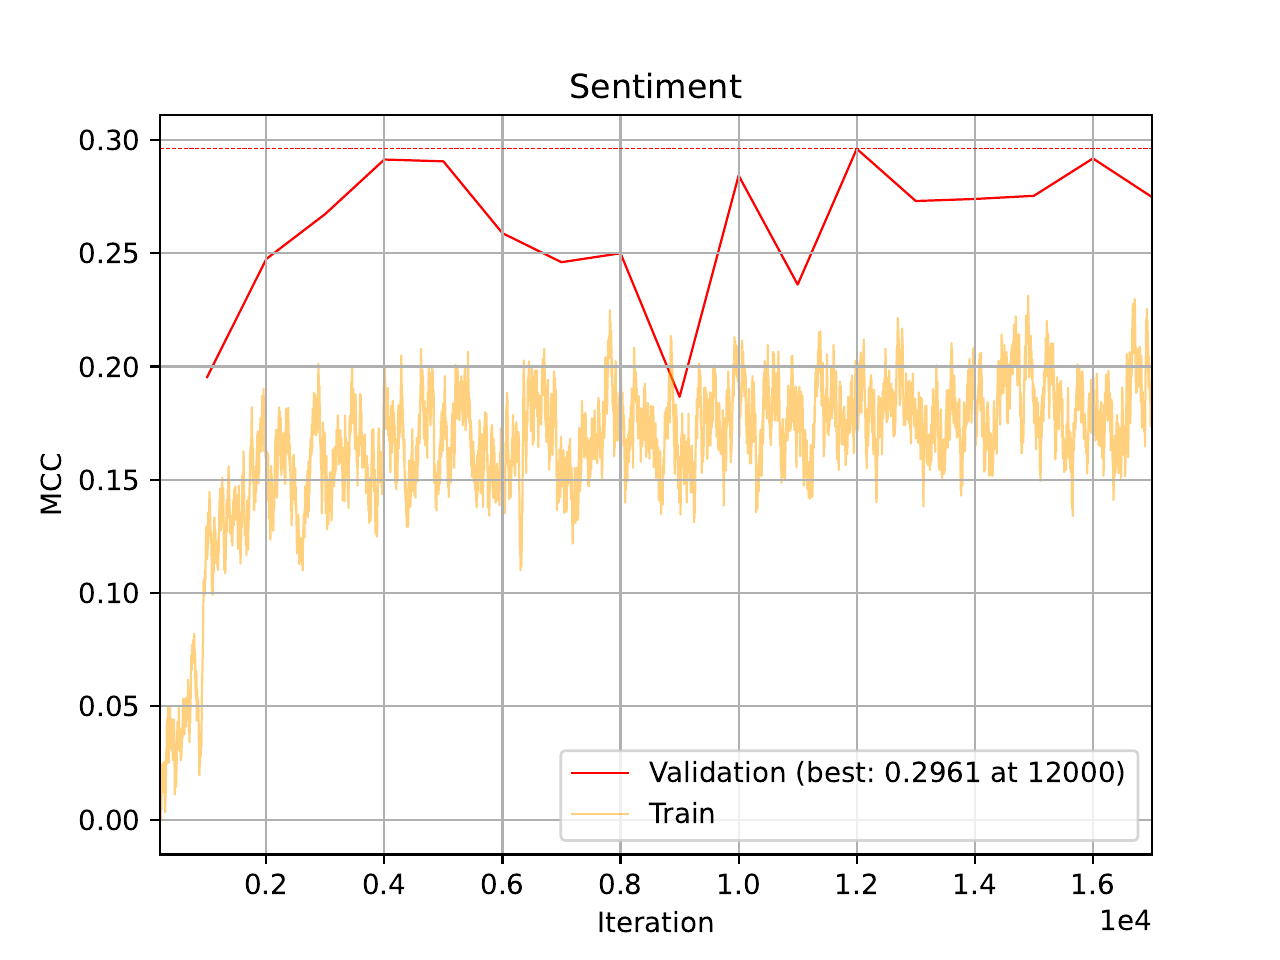 Sentiment
0.30
0.25
0.20
0.15
0.10
0.05
0.00
MCC
Validation (best: 0.2961 at 12000)
Train
0.2 0.4 0.6 0.8 1.0 1.2 1.4 1.6
1e4
Iteration